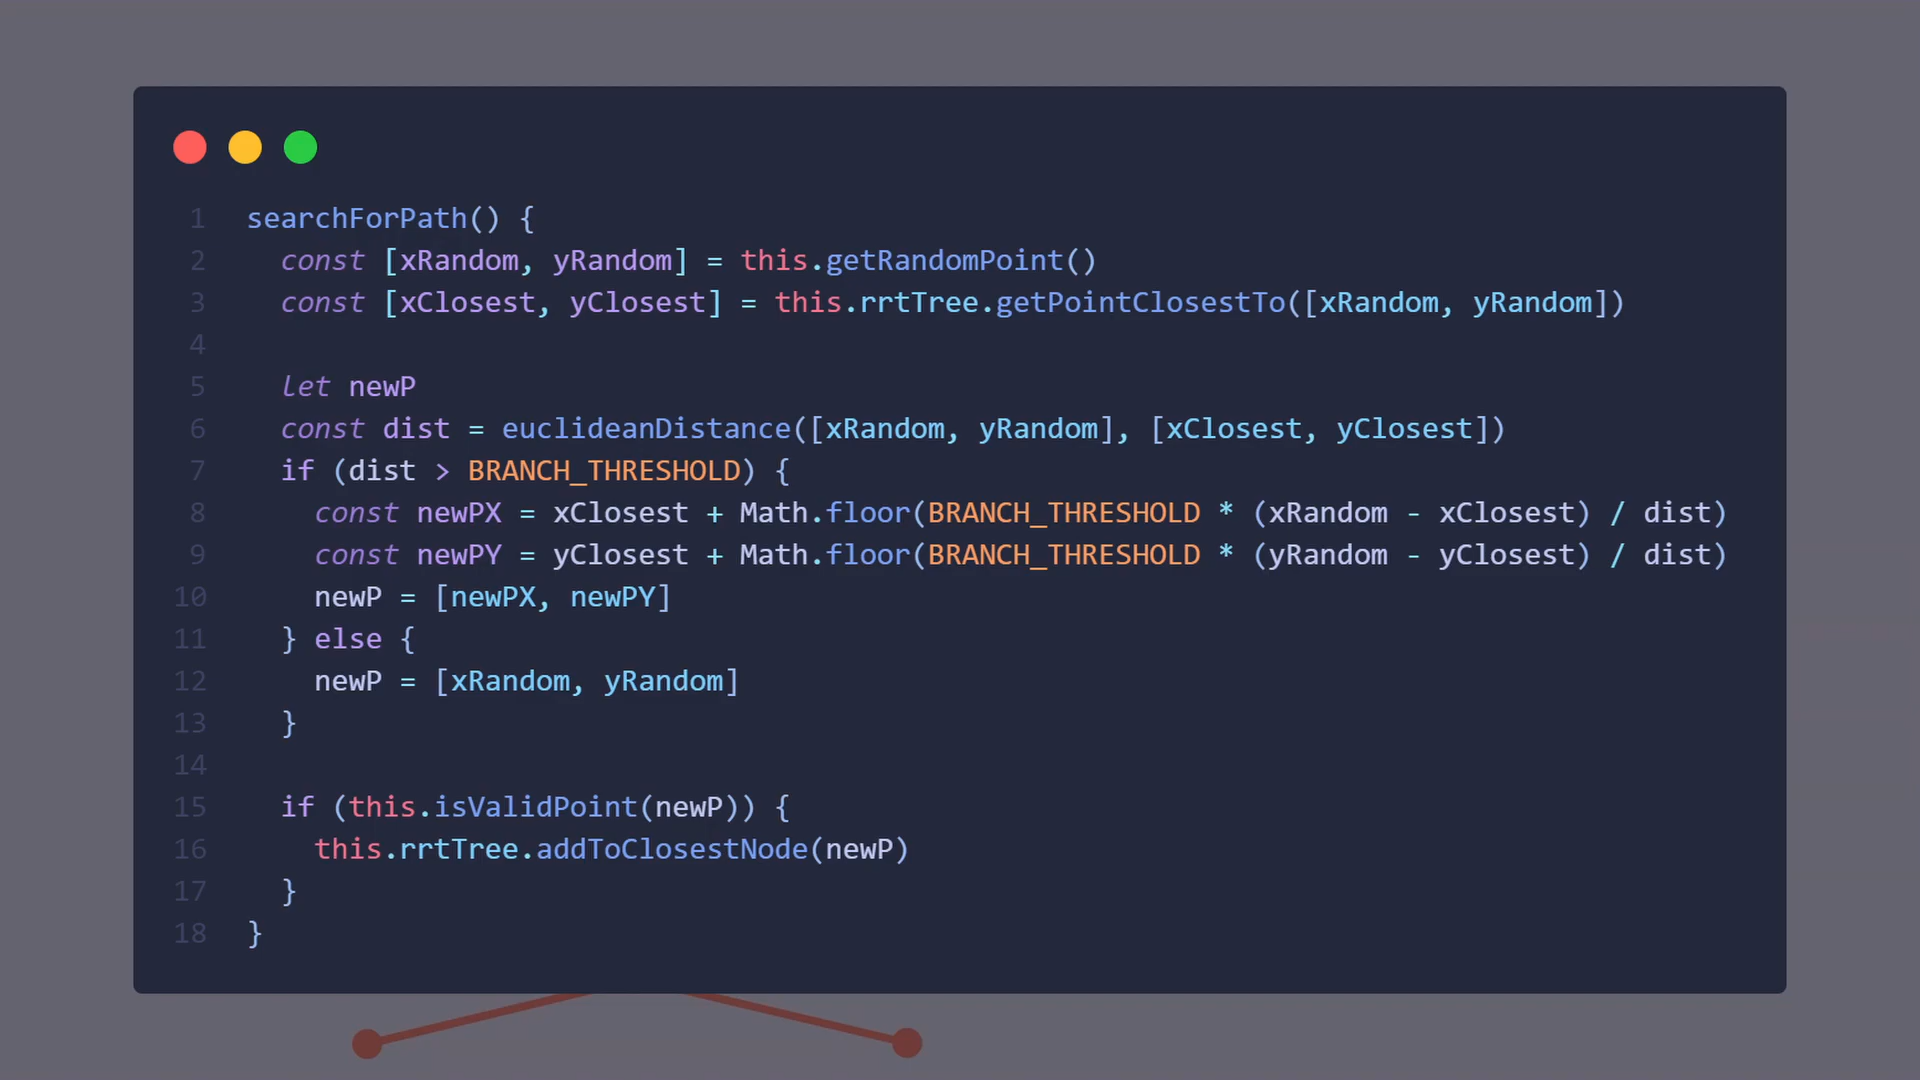 1 searchForPath() {
2 const [xRandom, yRandom] = this.getRandomPoint()
3 const [xClosest, yClosest] = this.rrtTree.getPointClosestTo([xRandom, yRandom])
4
5 let newP
6 const dist = euclideanDistance([xRandom, yRandom], [xClosest, yClosest])
7 if (dist > BRANCH_THRESHOLD) {
8 const newPX = xClosest + Math.floor(BRANCH_THRESHOLD * (xRandom - xClosest) / dist)
9 const newPY = yClosest + Math.floor(BRANCH_THRESHOLD * (yRandom - yClosest) / dist)
10 newP = [newPX, newPY]
11 } else {
12 newP = [xRandom, yRandom]
13 }
14
15 if (this.isValidPoint(newP)) {
16 this.rrtTree.addToClosestNode(newP)
17 }
18 }